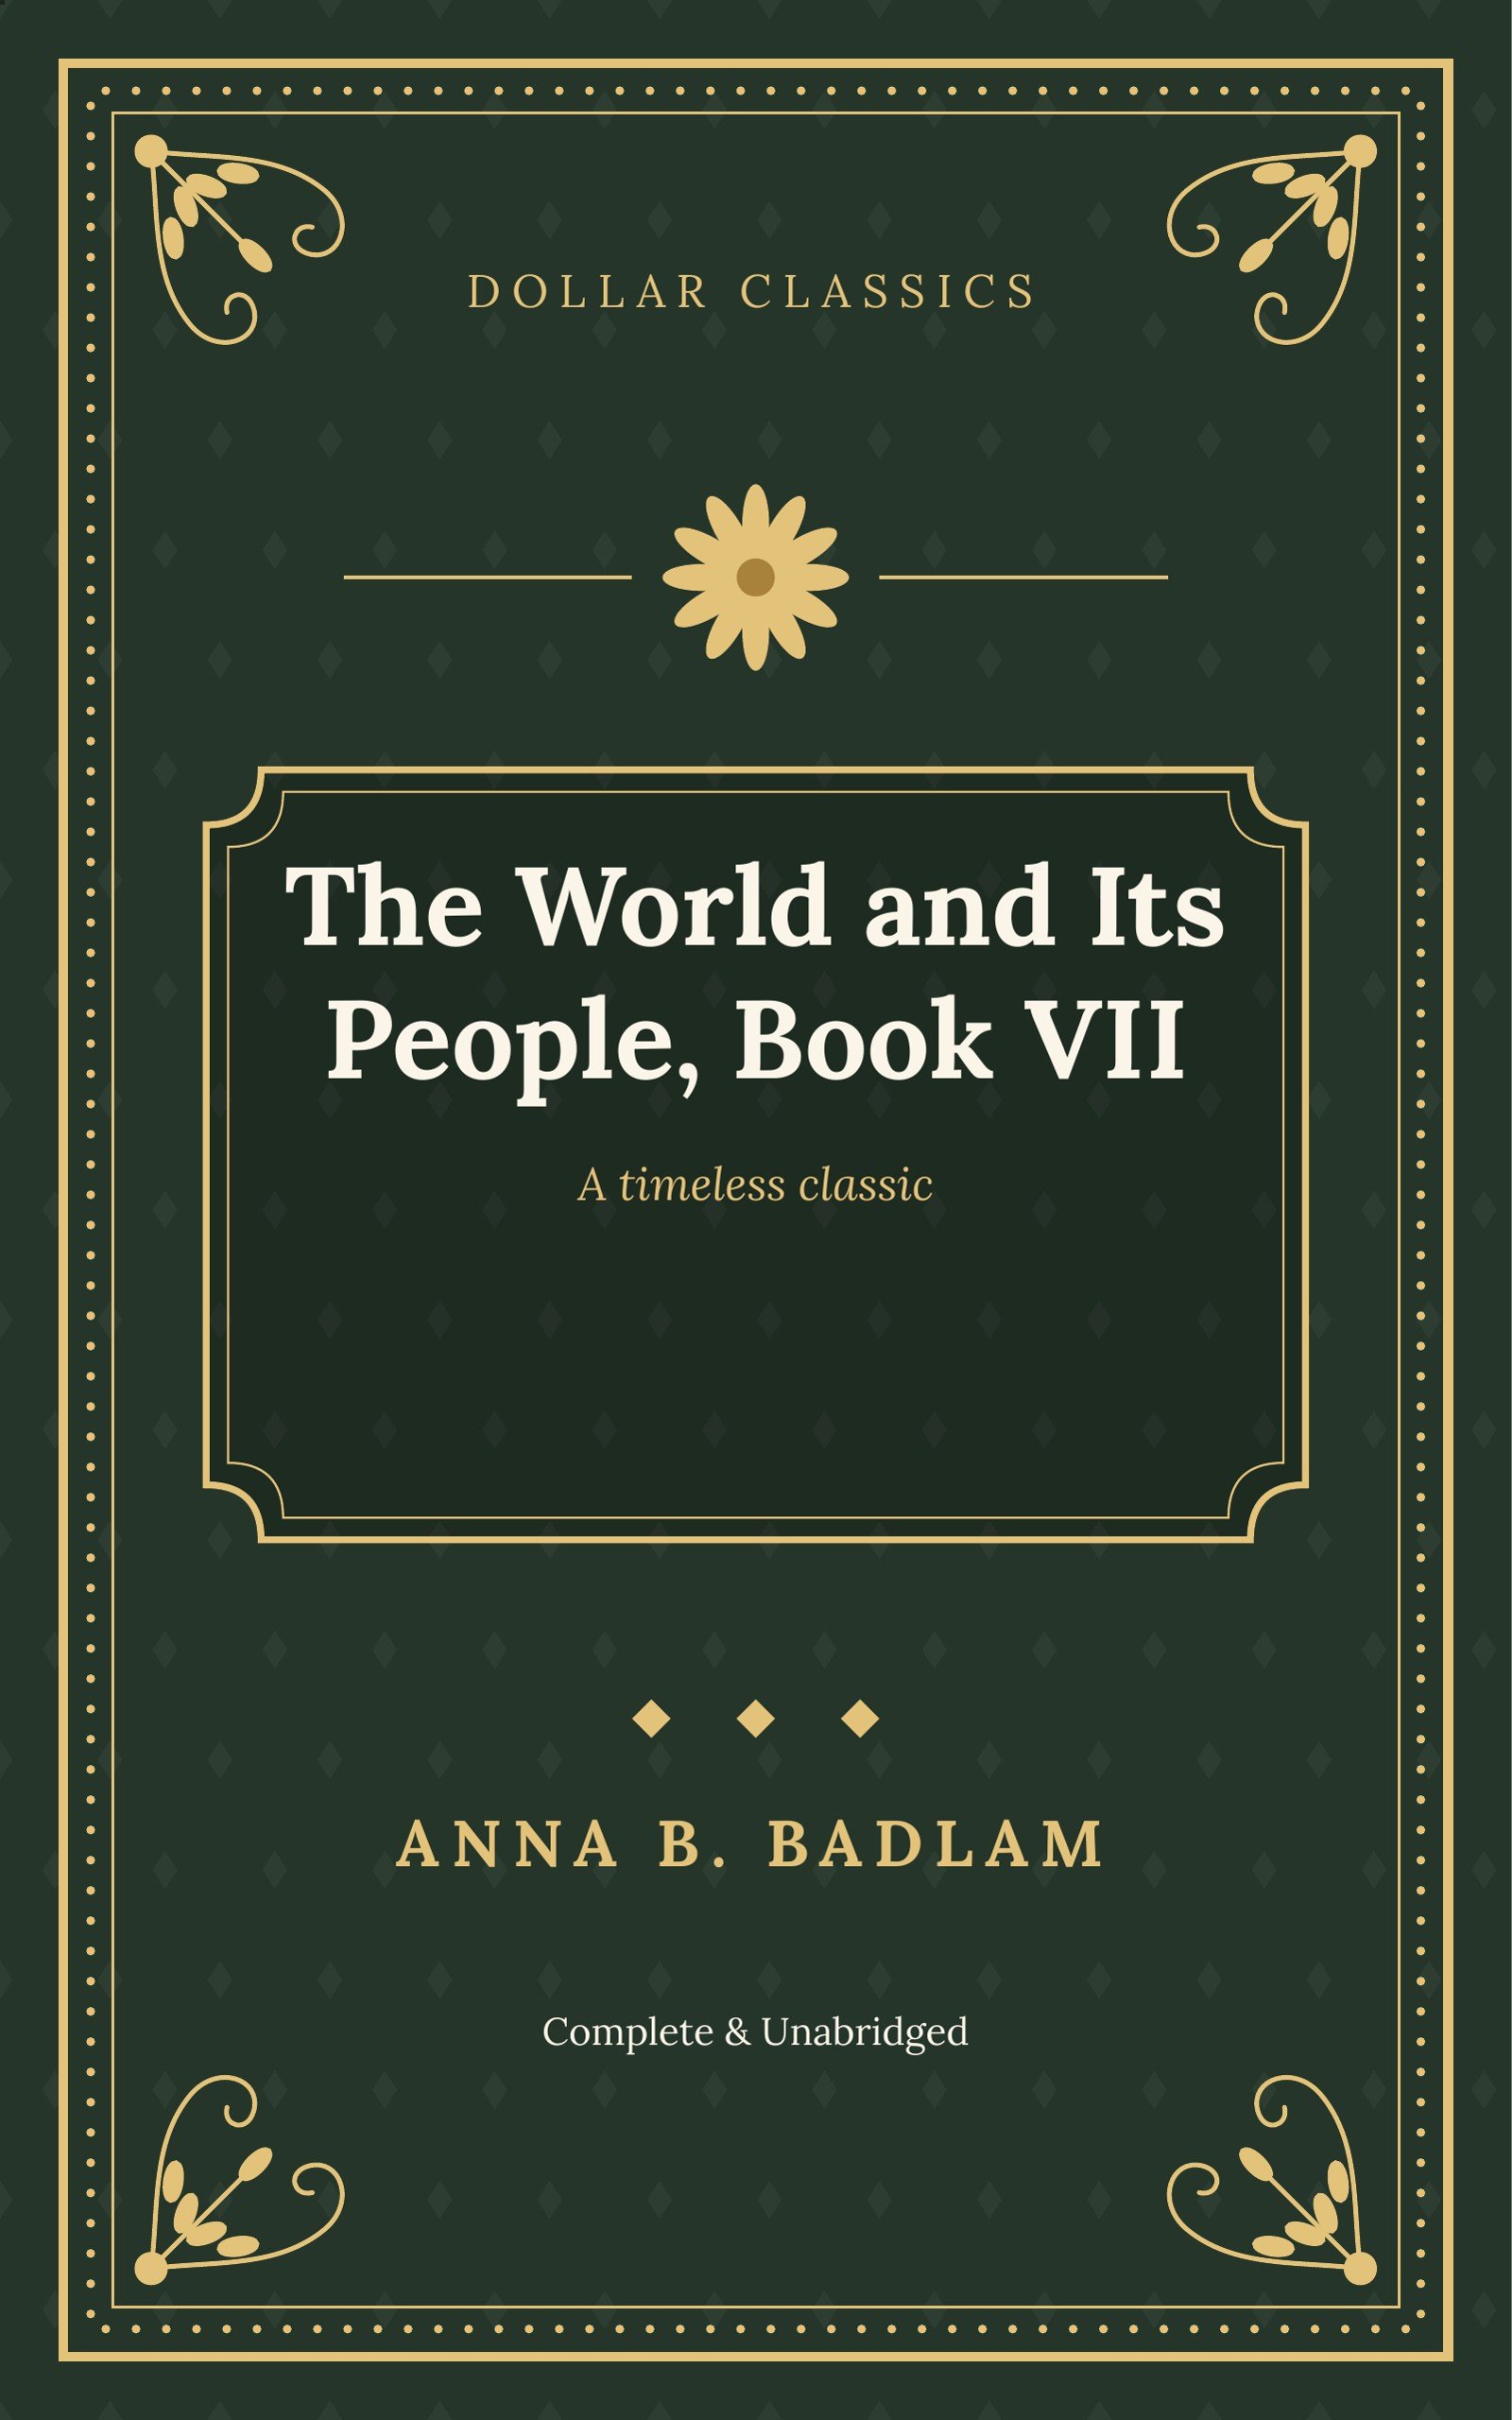 DOLLAR CLASSICS
The World and Its
People, Book VII
A timeless classic
ANNA B. BADLAM
Complete & Unabridged